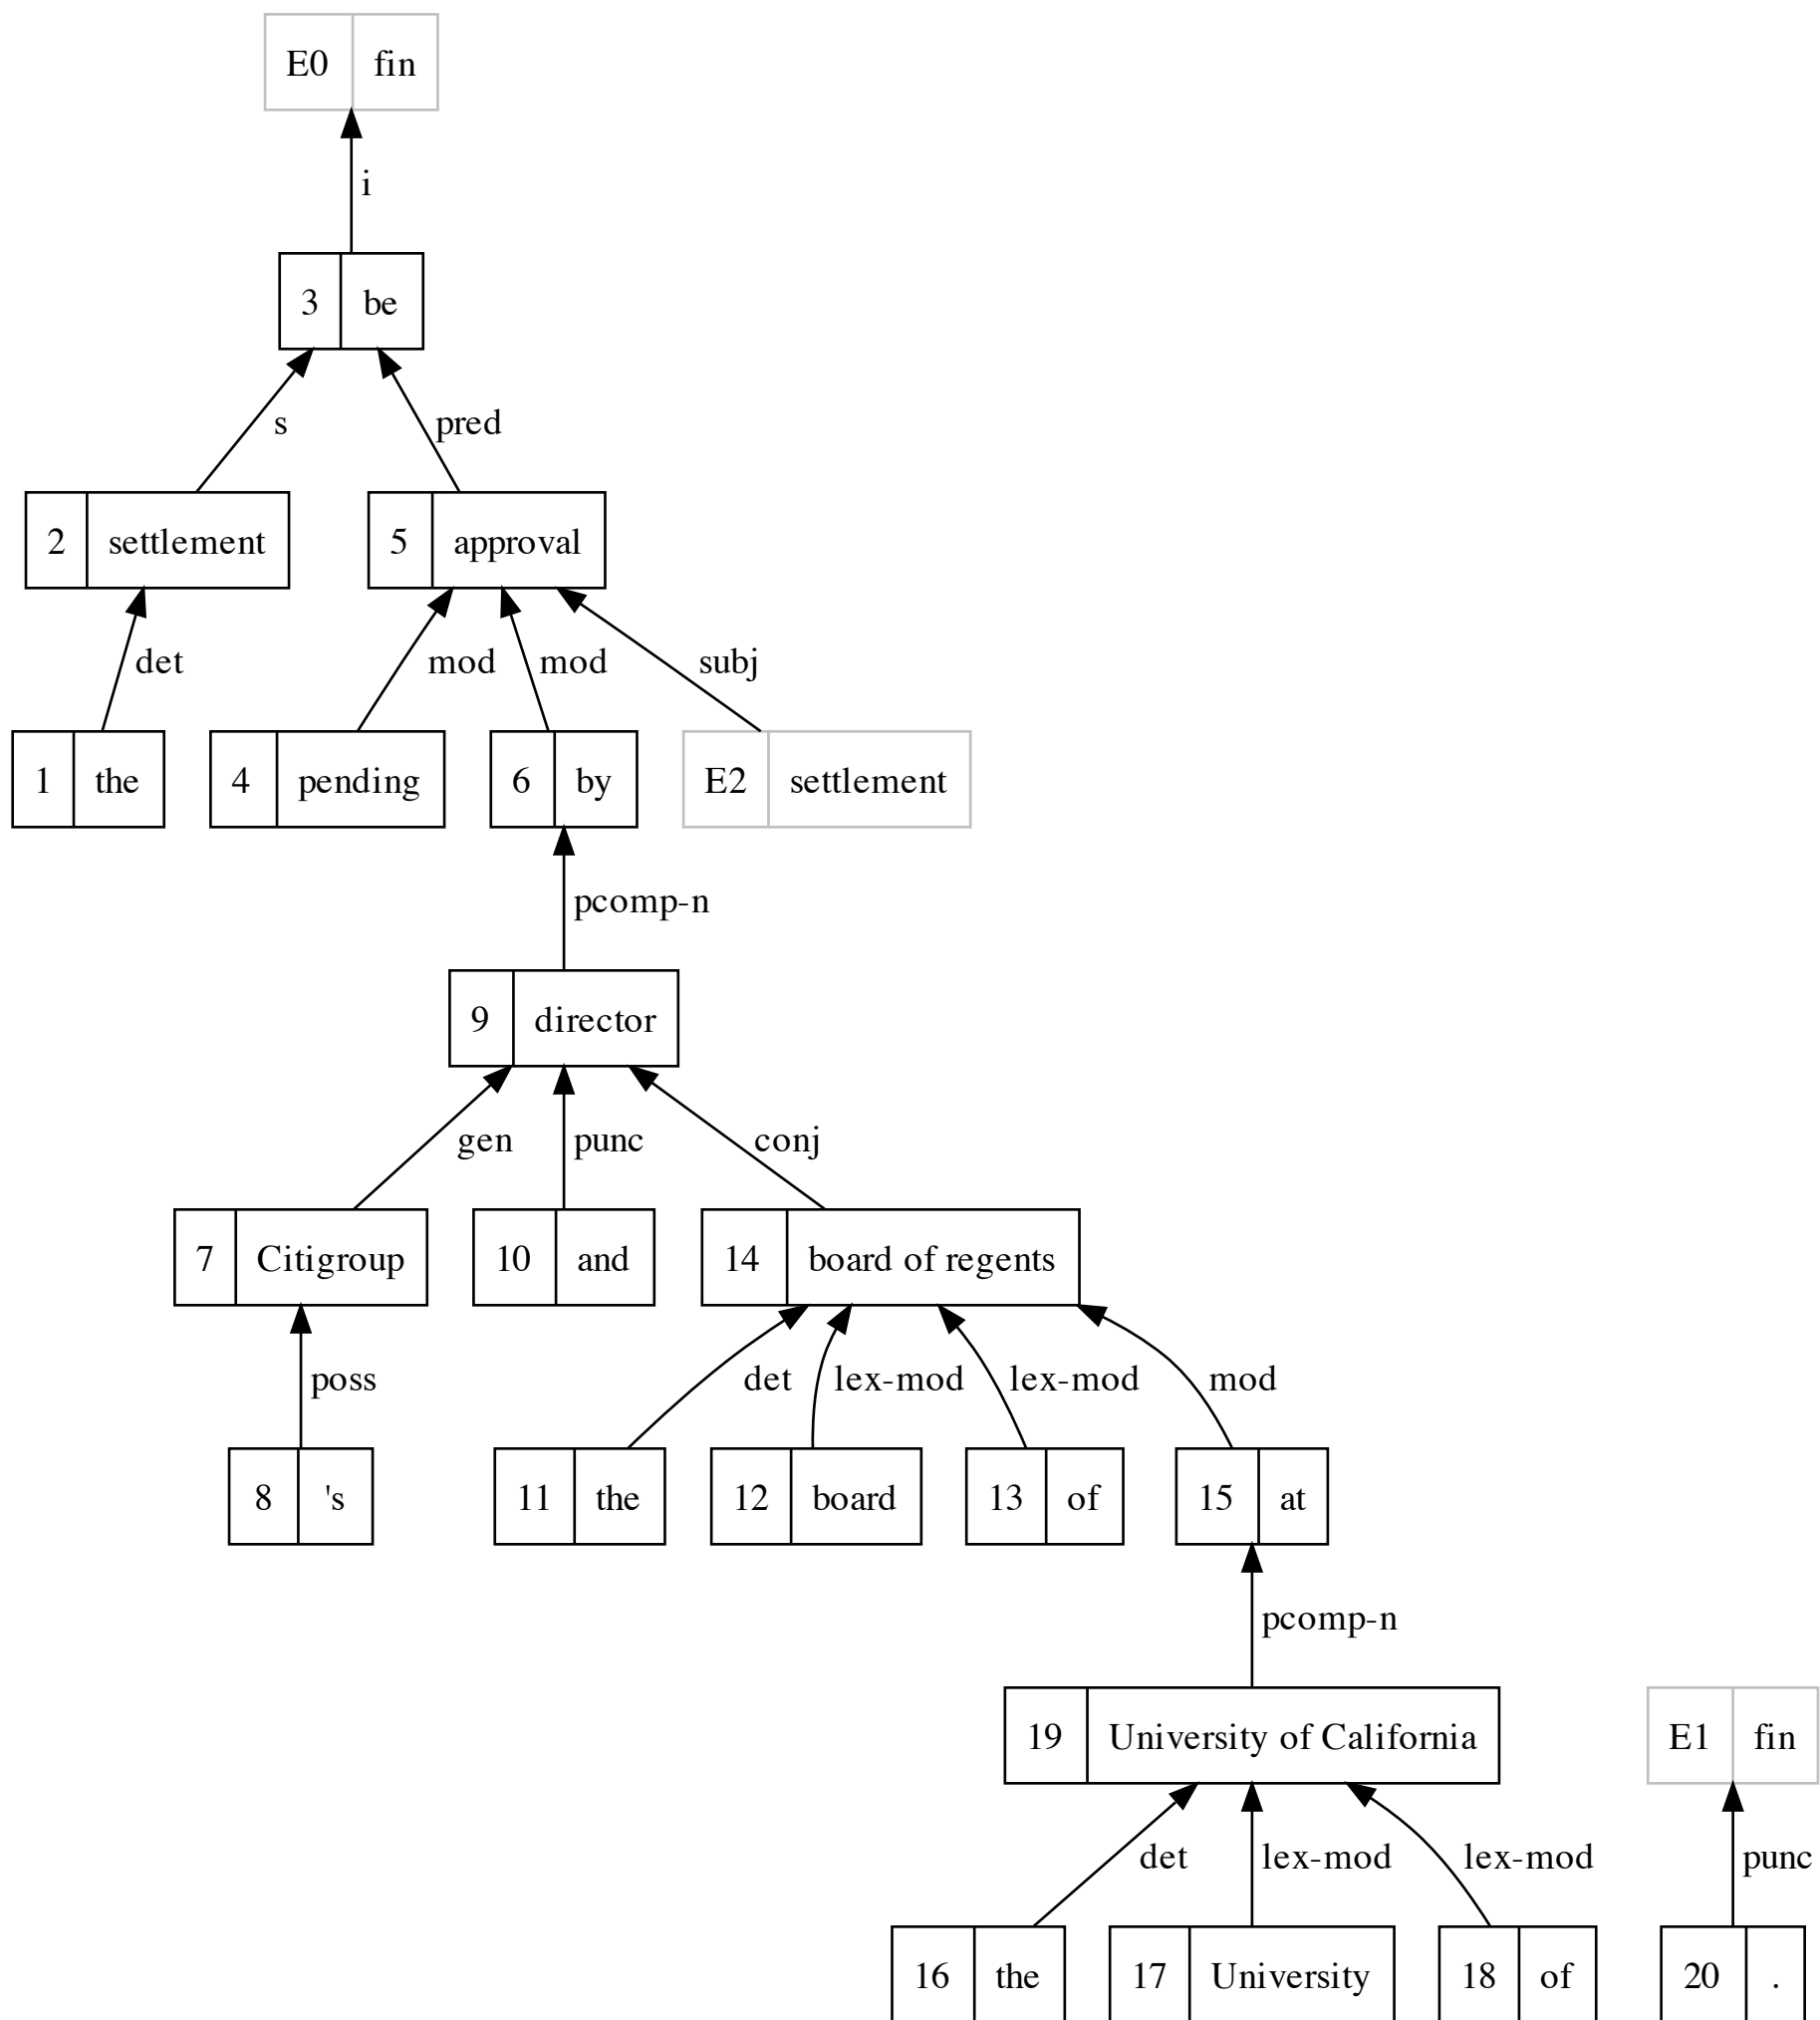 E0 fin
i
3 be
s pred
2 settlement 5 approval
det mod mod subj
1 the 4 pending 6 by E2 settlement
pcomp-n
9 director
gen punc conj
7 Citigroup 10 and 14 board of regents
poss det lex-mod lex-mod mod
8 's 11 the 12 board 13 of 15 at
pcomp-n
19 University of California E1 fin
det lex-mod lex-mod punc
16 the 17 University 18 of 20 .